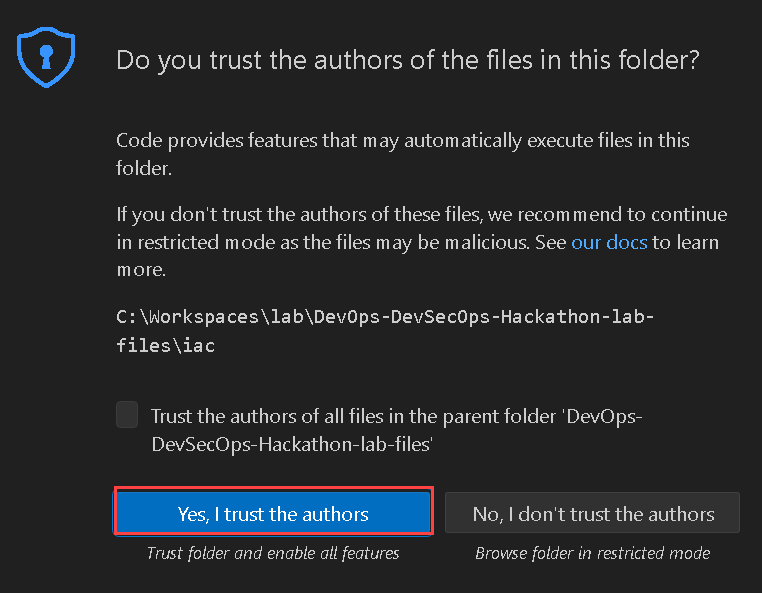 Do you trust the authors of the files in this folder?
Code provides features that may automatically execute files in this
folder.
If you don't trust the authors of these files, we recommend to continue
in restricted mode as the files may be malicious. See our docs to learn
more.
C:\Workspaces\lab\DevOps-DevSecOps-Hackathon-lab-
files\iac
Trust the authors of all files in the parent folder 'DevOps-
DevSecOps-Hackathon-lab-files'
Yes, I trust the authors No, I don't trust the authors
Trust folder and enable all features Browse folder in restricted mode